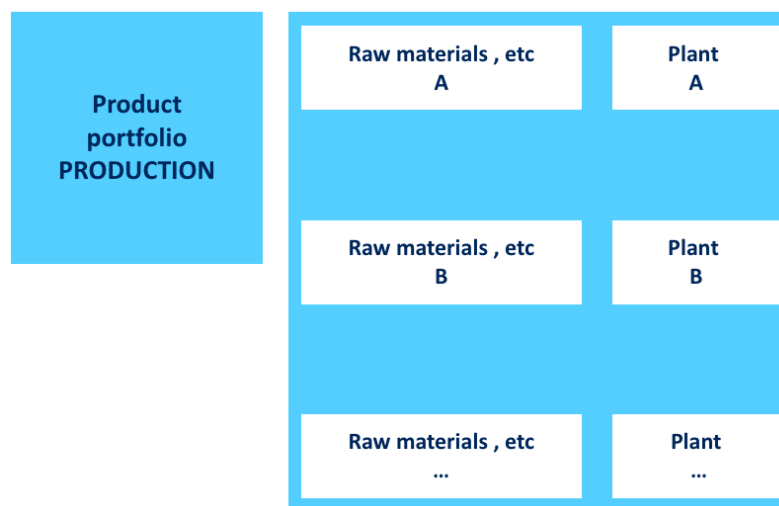 Product
portfolio
PRODUCTION
Raw materials , etc
A
Plant
A
Raw materials , etc
B
Plant
B
Raw materials , etc
...
Plant
...